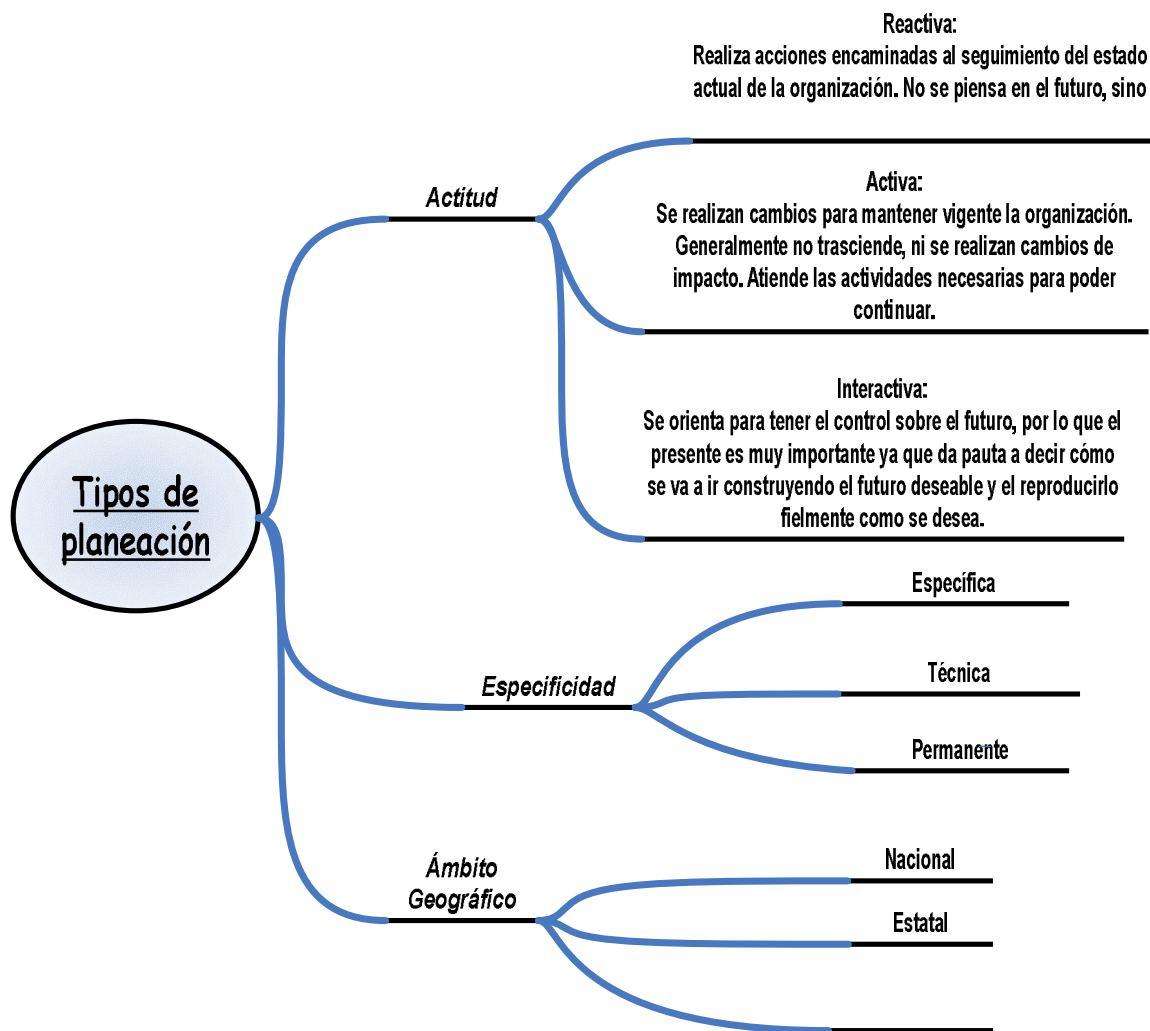 Tipos de
planeación
Actitud
Reactiva:
Realiza acciones encaminadas al seguimiento del estado
actual de la organización. No se piensa en el futuro, sino
Activa:
Se realizan cambios para mantener vigente la organización.
Generalmente no trasciende, ni se realizan cambios de
impacto. Atiende las actividades necesarias para poder
continuar.
Interactiva:
Se orienta para tener el control sobre el futuro, por lo que el
presente es muy importante ya que da pauta a decir cómo
se va a ir construyendo el futuro deseable y el reproducirlo
fielmente como se desea.
Especificidad
Específica
Técnica
Permanente
Ámbito
Geográfico
Nacional
Estatal